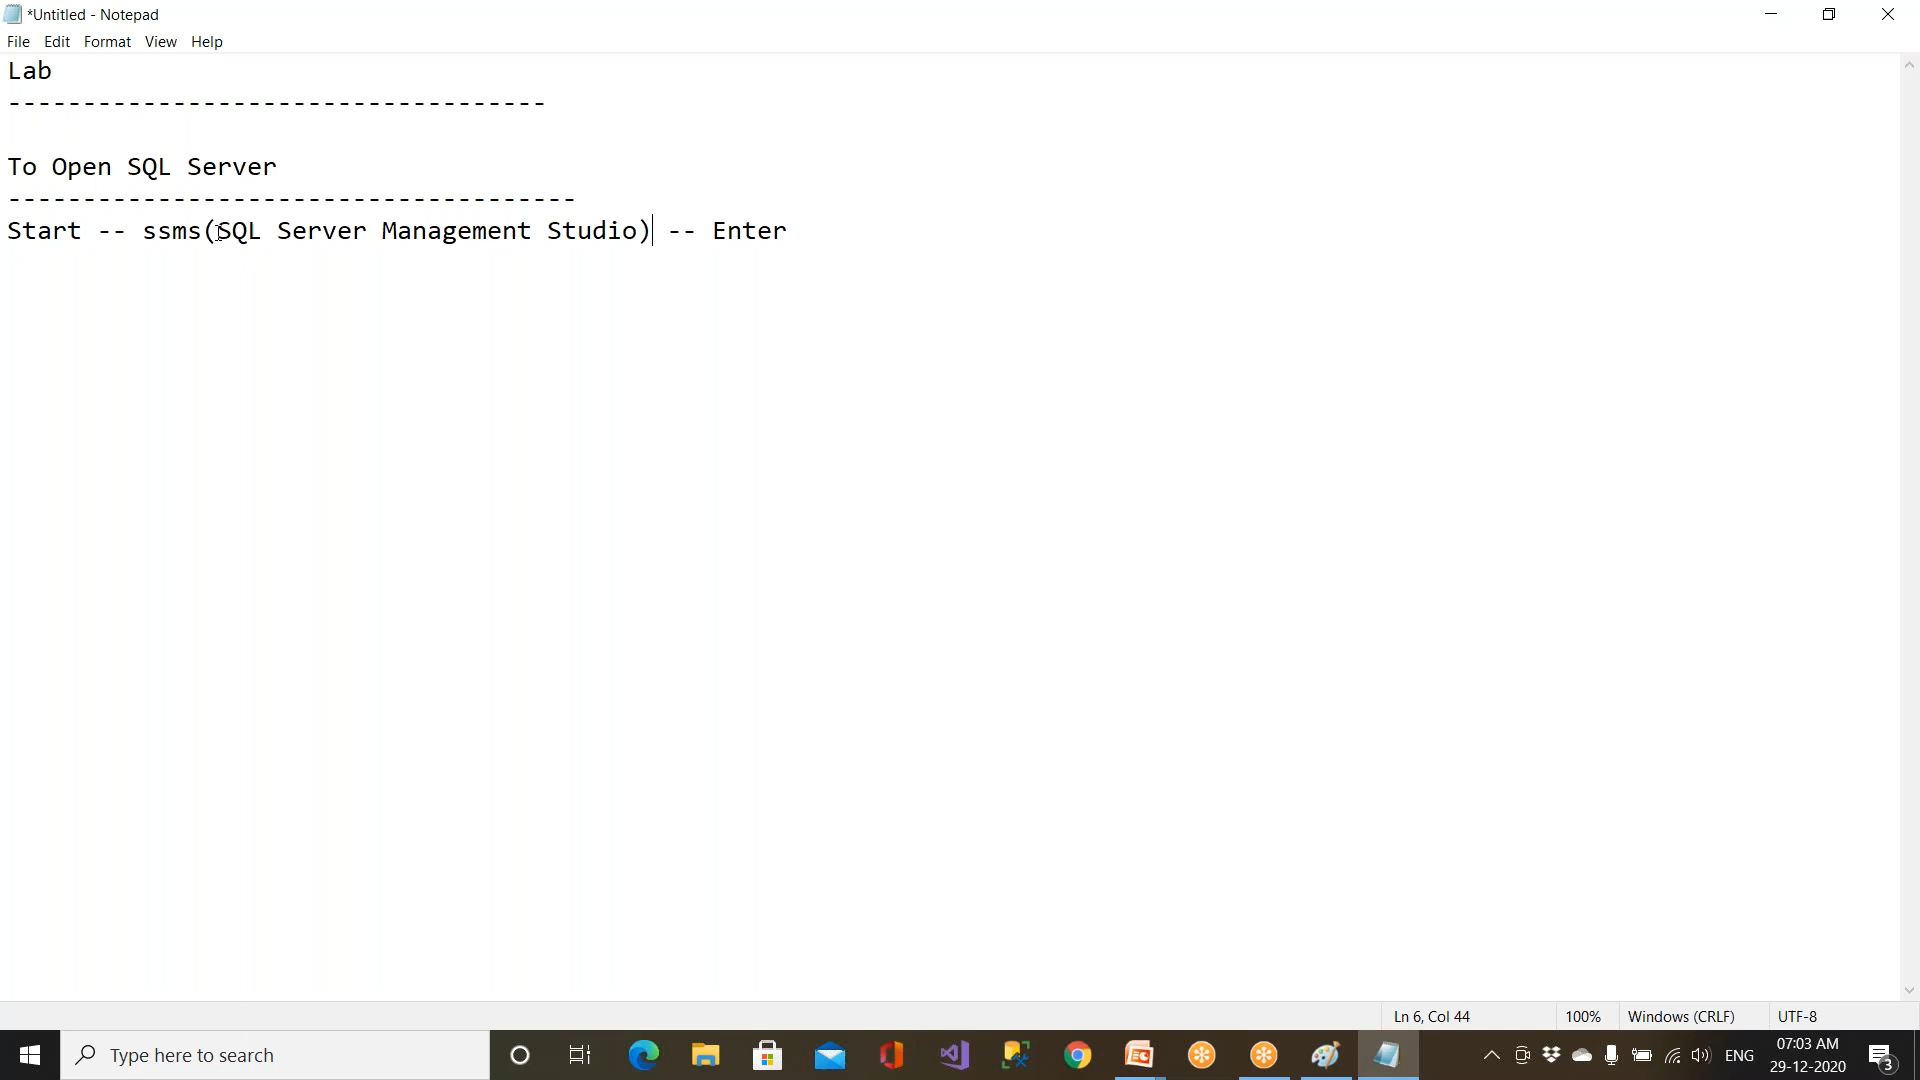 *Untitled - Notepad
File Edit Format View Help
Lab
------------------------------------
To Open SQL Server
--------------------------------------
Start -- ssms(SQL Server Management Studio) -- Enter
Ln 6, Col 44 100% Windows (CRLF) UTF-8
Type here to search
ENG
07:03 AM
29-12-2020
3